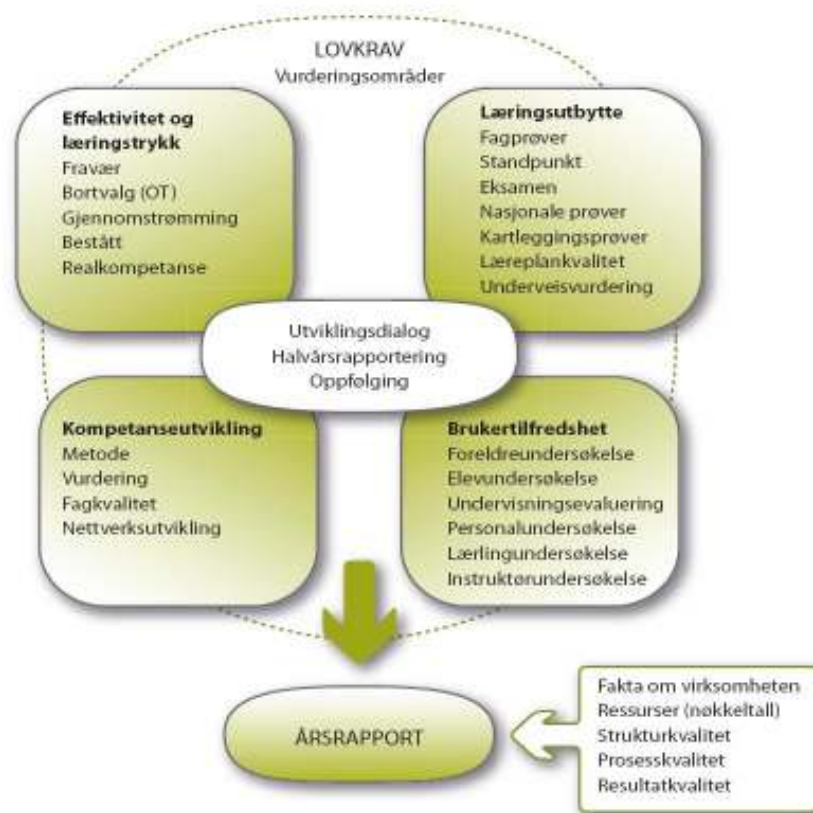 LOVKRAV
Vurderingsområder
Effektivitet og
læringstrykk
Fravær
Bortvalg (OT)
Gjennomstrømming
Bestått
Realkompetanse
Læringsutbytte
Fagprøver
Standpunkt
Eksamen
Nasjonale prøver
Kartleggingsprøver
Læreplankvalitet
Underveisvurdering
Utviklingsdialog
Halvårsrapportering
Oppfølging
Kompetanseutvikling
Metode
Vurdering
Fagkvalitet
Nettverksutvikling
Brukertilfredshet
Foreldreundersøkelse
Elevundersøkelse
Undervisningsevaluering
Personalundersøkelse
Lærlingundersøkelse
Instruktørundersøkelse
ÅRSRAPPORT
Fakta om virksomheten
Ressurser (nøkkeltall)
Strukturkvalitet
Prosesskvalitet
Resultatkvalitet